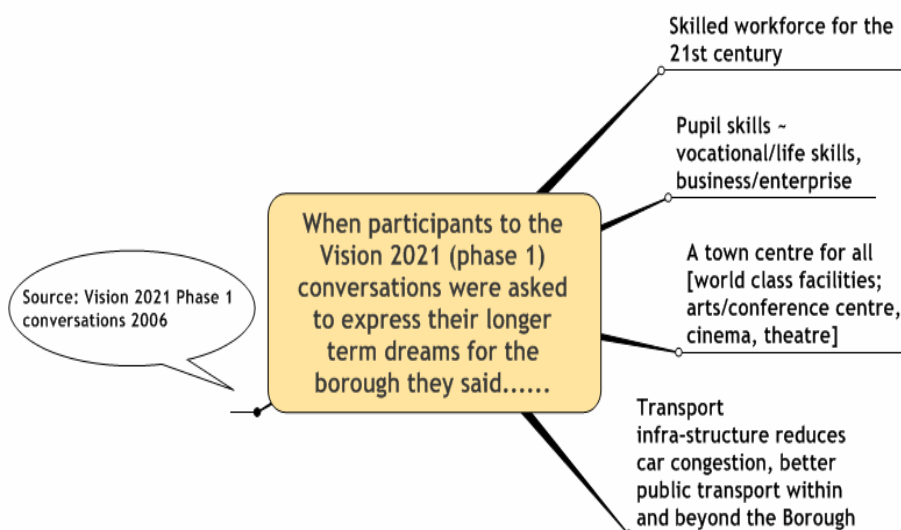 Skilled workforce for the
21st century
Pupil skills ~
vocational/life skills,
business/enterprise
When participants to the
Vision 2021 (phase 1)
conversations were asked
to express their longer
term dreams for the
borough they said......
A town centre for all
[world class facilities;
arts/conference centre,
cinema, theatre]
Source: Vision 2021 Phase 1
conversations 2006
Transport
infra-structure reduces
car congestion, better
public transport within
and beyond the Borough